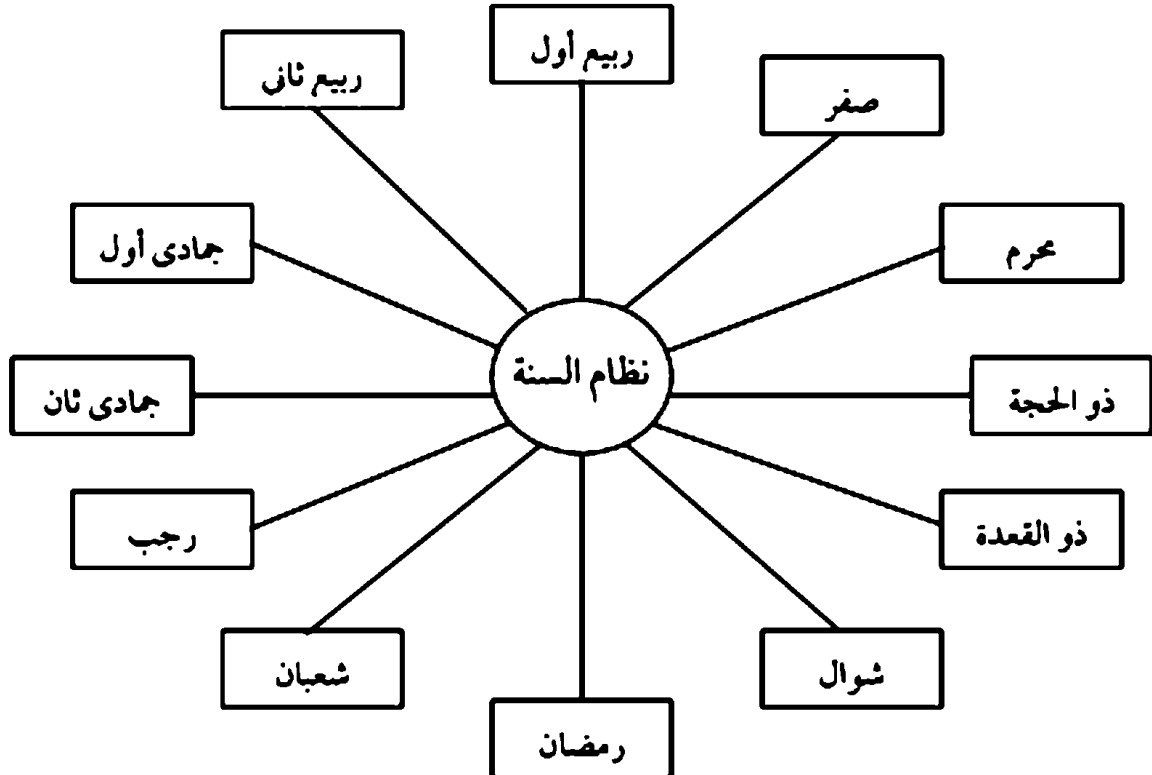 نظام السنة
محرم
صفر
ربيع أول
ربيع ثانى
جمادى أول
جمادى ثان
رجب
شعبان
رمضان
شوال
ذو القعدة
ذو الحجة